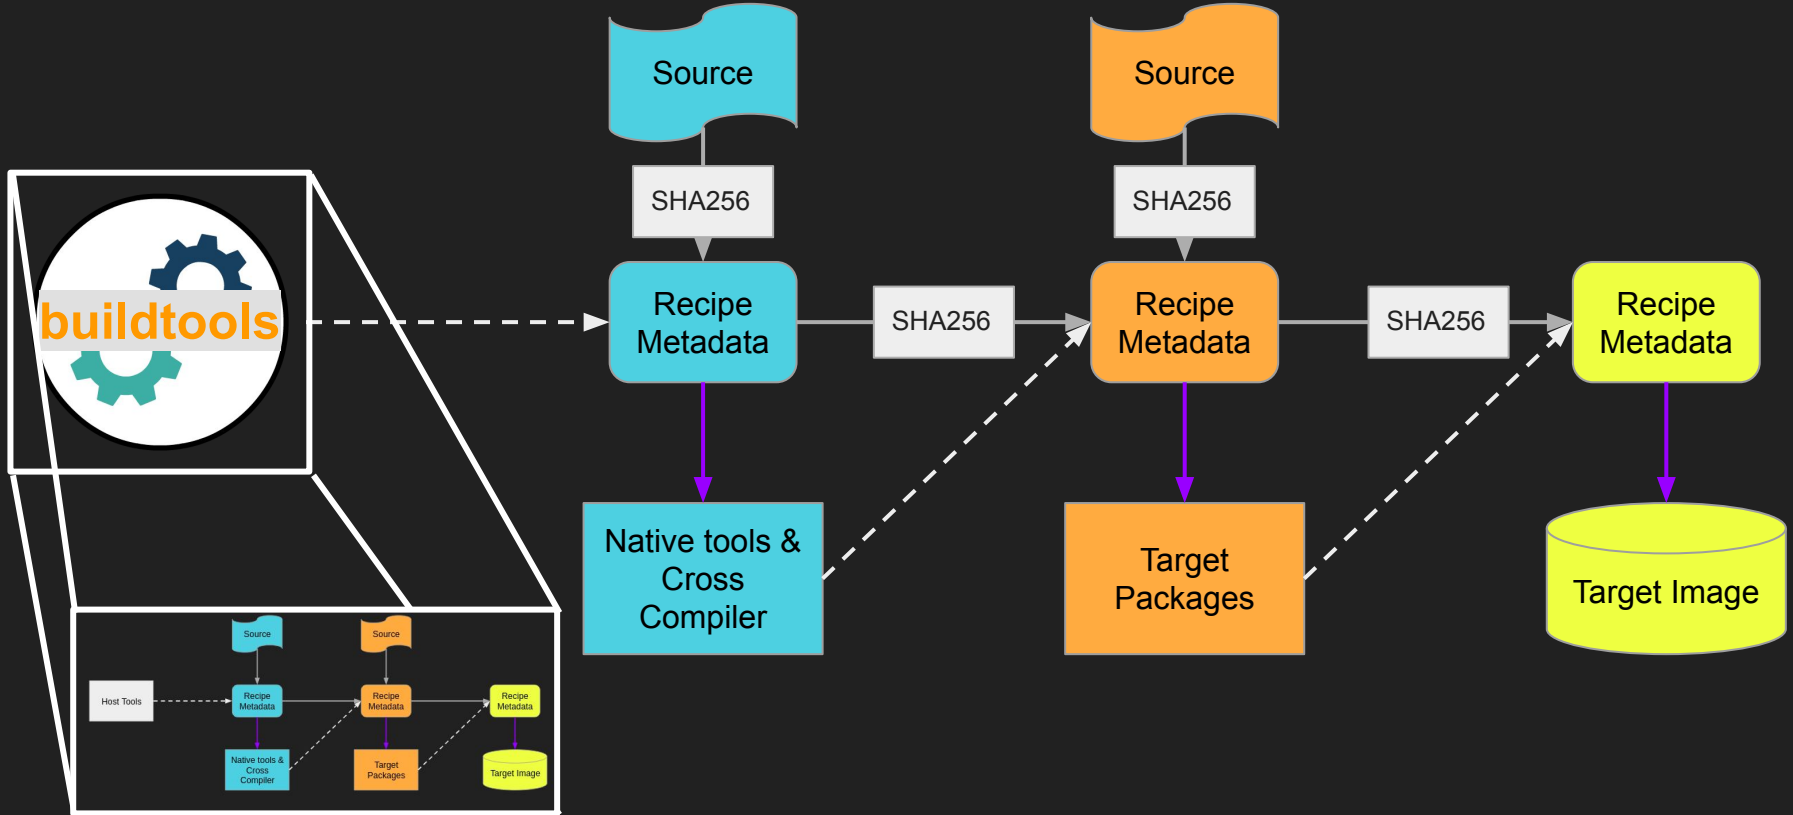 Source
Source
SHA256
SHA256
buildtools
Recipe
Metadata
SHA256
Recipe
Metadata
SHA256
Recipe
Metadata
Native tools &
Cross
Compiler
Target
Packages
Target Image
Source
Source
Host Tools
Recipe
Metadata
Recipe
Metadata
Recipe
Metadata
Native tools &
Cross
Compiler
Target
Packages
Target Image